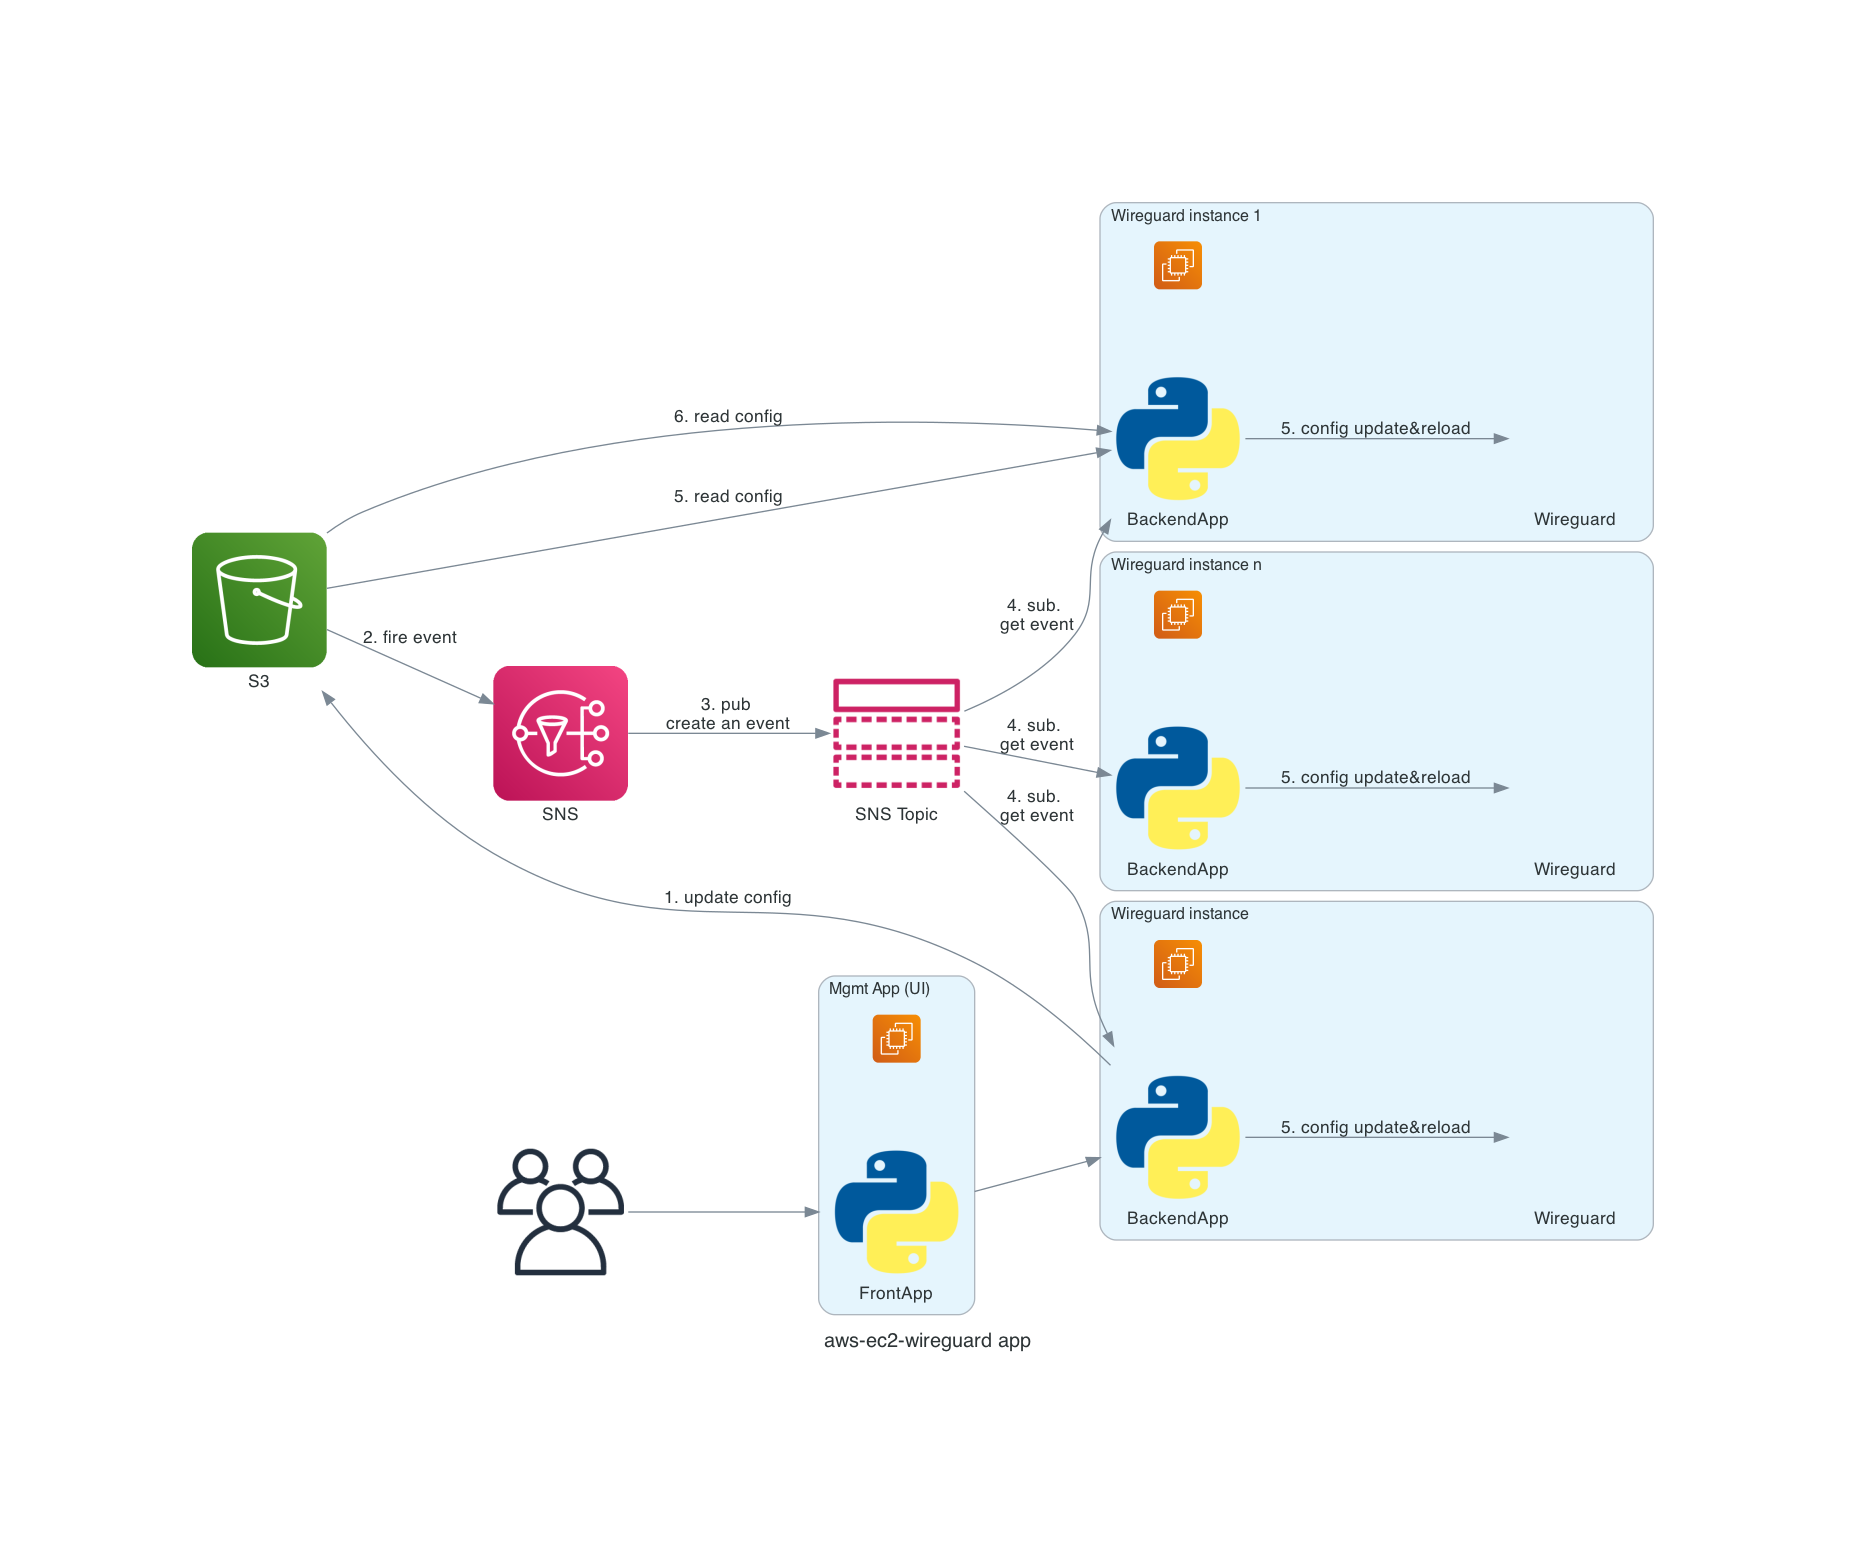 Wireguard instance 1
6. read config
5. config update&reload
5. read config
BackendApp
Wireguard
Wireguard instance n
4. sub.
get event
2. fire event
S3
3. pub
create an event
4. sub.
get event
5. config update&reload
4. sub.
get event
SNS
SNS Topic
BackendApp
Wireguard
1. update config
Wireguard instance
Mgmt App (UI)
5. config update&reload
BackendApp
Wireguard
FrontApp
aws-ec2-wireguard app